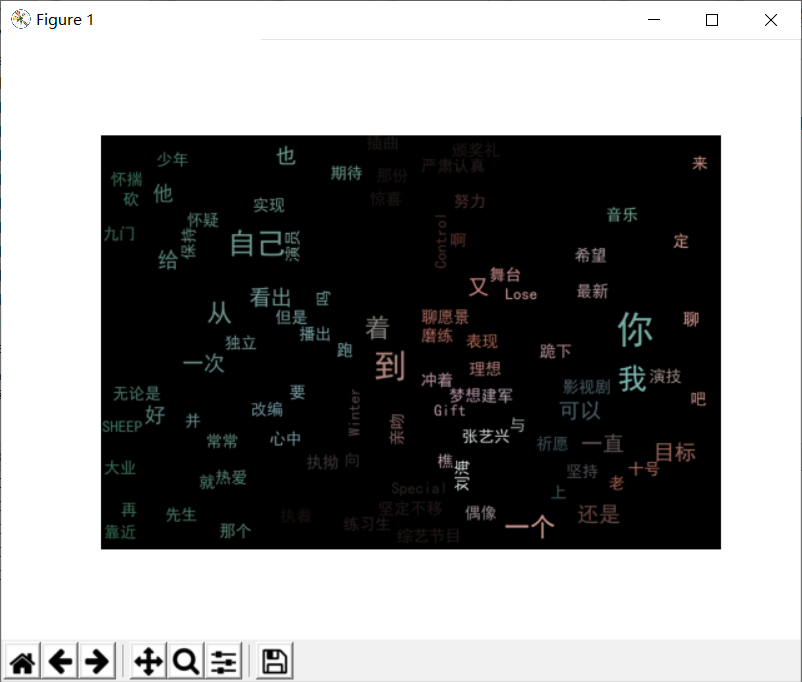 Figure 1
插曲
颁奖礼
少年
也
期待
那份
严肃认真
来
怀揣
砍
他
惊喜
努力
实现
音乐
怀疑
九门
保持
自己
演员
Control
啊
定
给
希望
舞台
又
Lose
最新
看出
吗
从
但是
着
聊愿景
你
聊
播出
磨练
独立
跑
表现
跪下
一次
到
理想
我
演技
冲着
影视剧
无论是
要
梦想建军
吧
好
改编
Winter
Gift
可以
并
亲吻
与
SHEEP
常常
心中
张艺兴
祈愿
一直
目标
大业
执拗
向
樵
刘海
坚持
十号
就
热爱
老
Special
上
再
先生
执着
坚定不移
偶像
还是
靠近
那个
练习生
综艺节目
一个